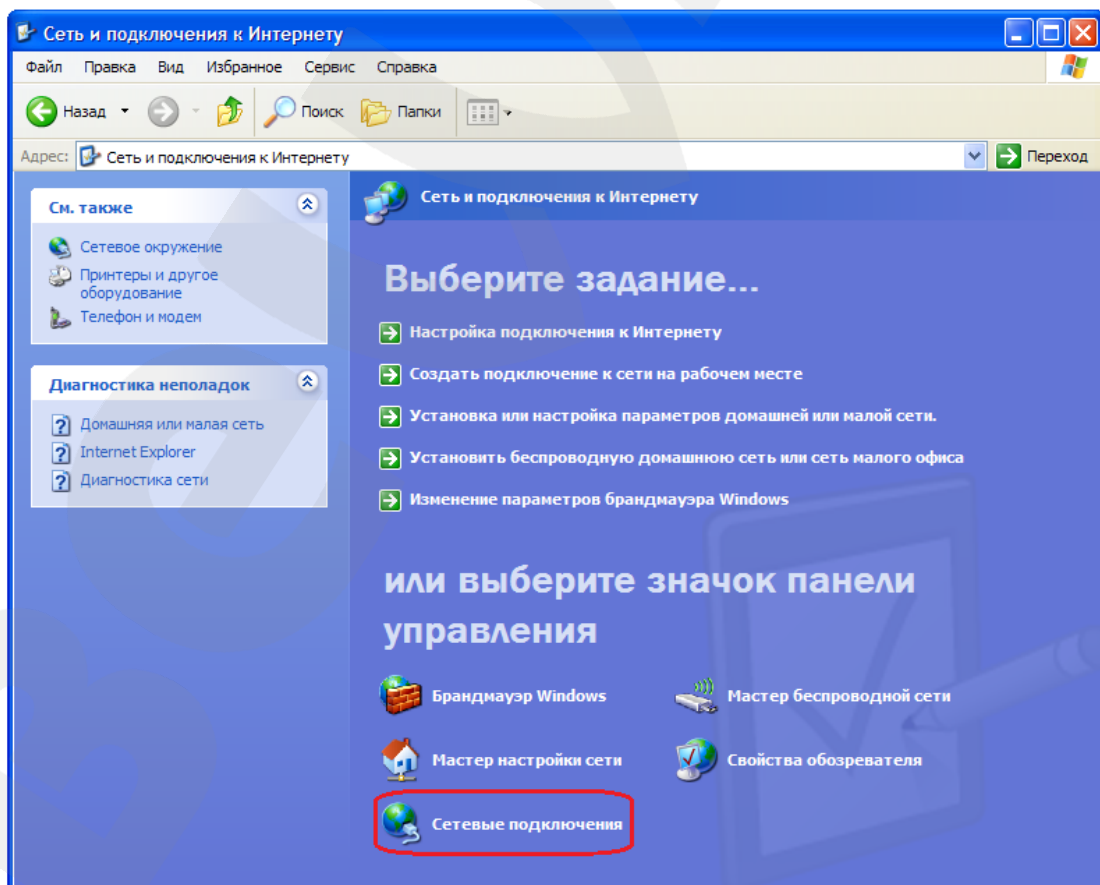 Сеть и подключения к Интернету
Файл Правка Вид Избранное Сервис Справка
Назад Поиск Папки
Адрес: Сеть и подключения к Интернету Переход
См. также
Сетевое окружение
Принтеры и другое
оборудование
Телефон и модем
Диагностика неполадок
Домашняя или малая сеть
Internet Explorer
Диагностика сети
Сеть и подключения к Интернету
Выберите задание...
Настройка подключения к Интернету
Создать подключение к сети на рабочем месте
Установка или настройка параметров домашней или малой сети.
Установить беспроводную домашнюю сеть или сеть малого офиса
Изменение параметров брандмауэра Windows
или выберите значок панели
управления
Брандмауэр Windows
Мастер беспроводной сети
Мастер настройки сети
Свойства обозревателя
Сетевые подключения